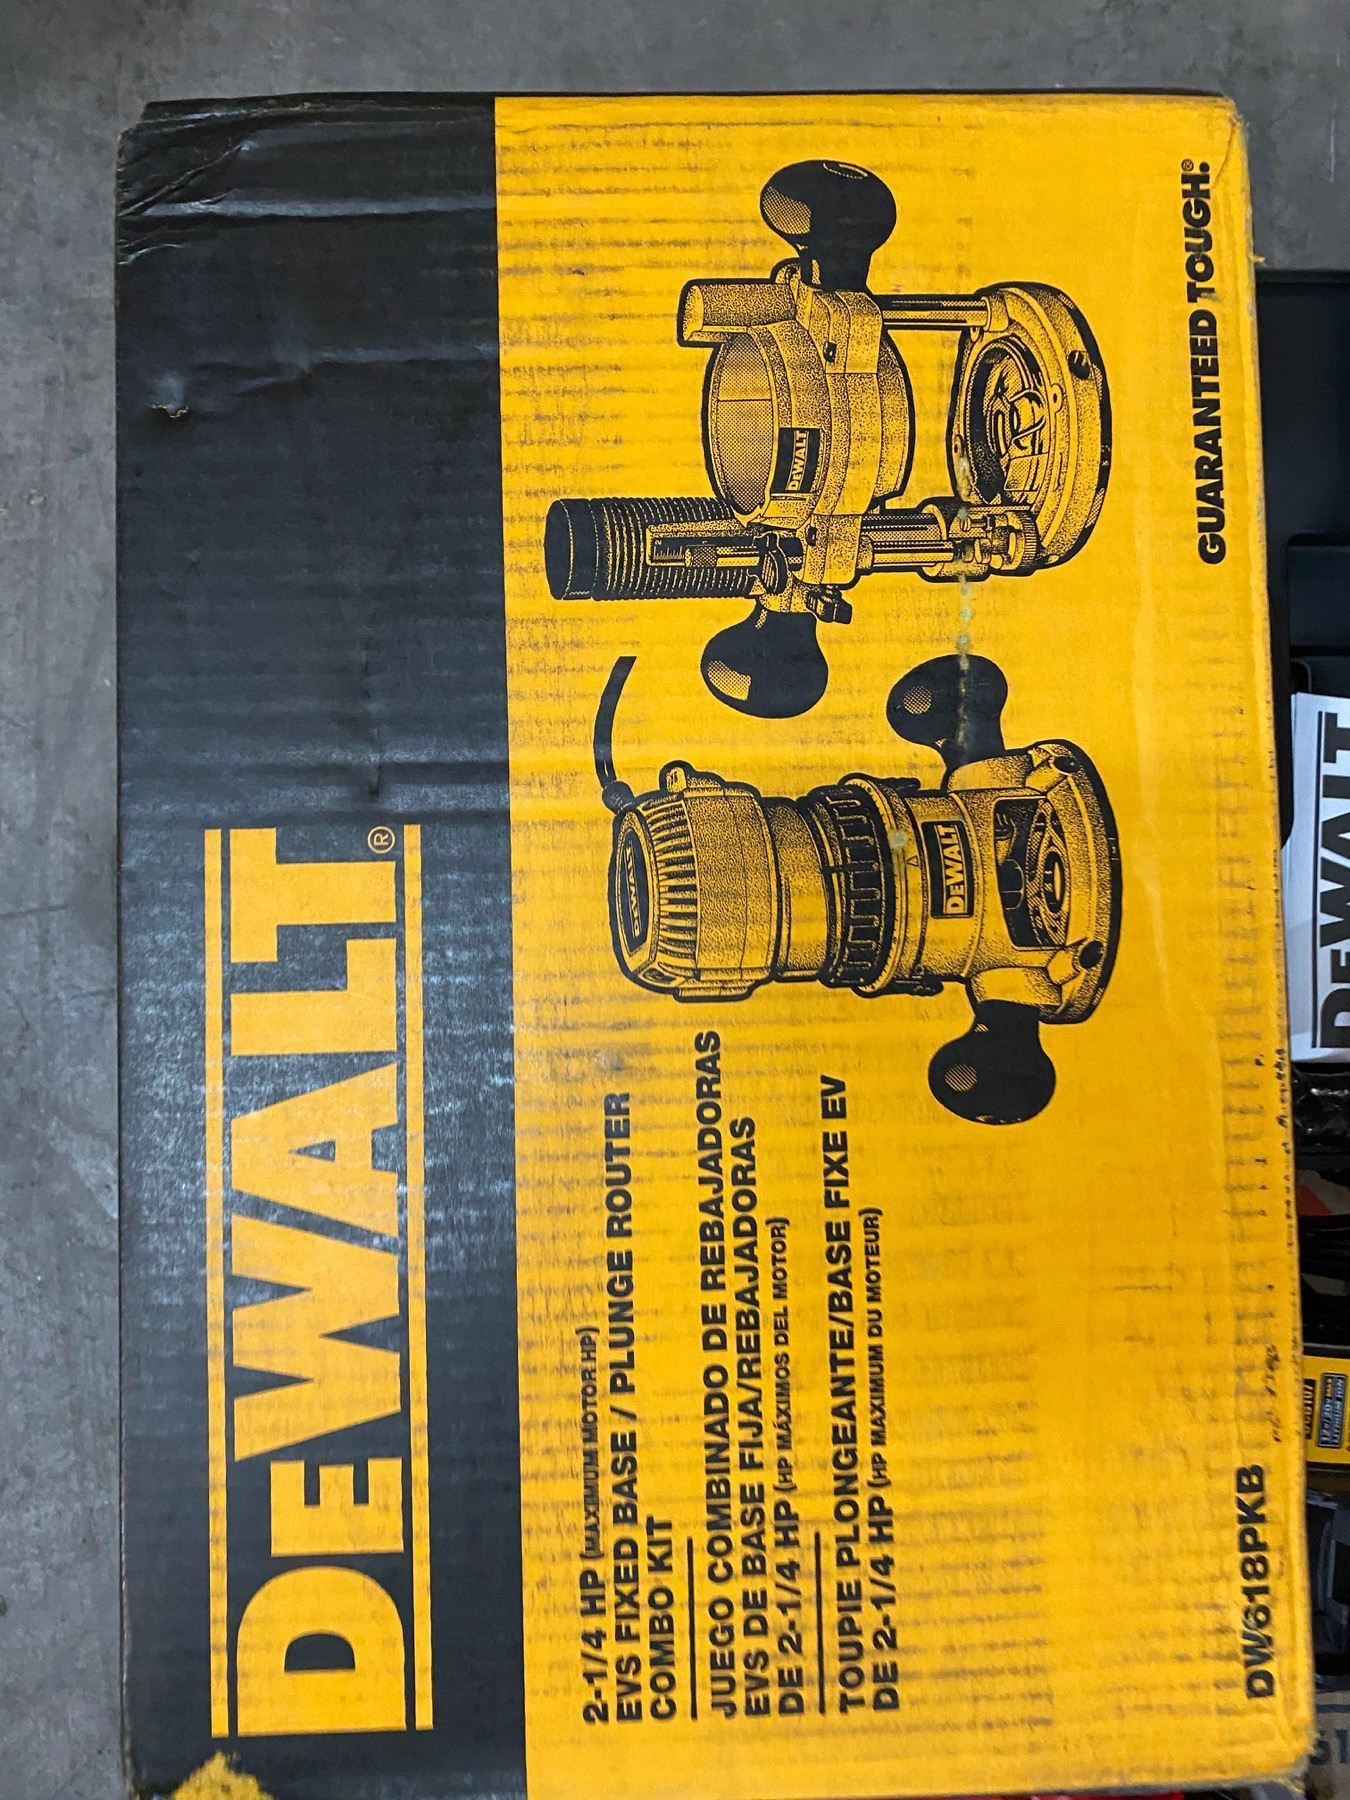 DEWALT®
2-1/4 HP (MAXIMUM MOTOR HP)
EVS FIXED BASE / PLUNGE ROUTER
COMBO KIT
JUEGO COMBINADO DE REBAJADORAS
EVS DE BASE FIJA/REBAJADORAS
DE 2-1/4 HP (HP MÁXIMOS DEL MOTOR)
TOUPIE PLONGEANTE/BASE FIXE EV
DE 2-1/4 HP (HP MAXIMUM DU MOTEUR)
DEWALT
DEWALT
DEWALT
DW618PKB
GUARANTEED TOUGH.®
DEWALT